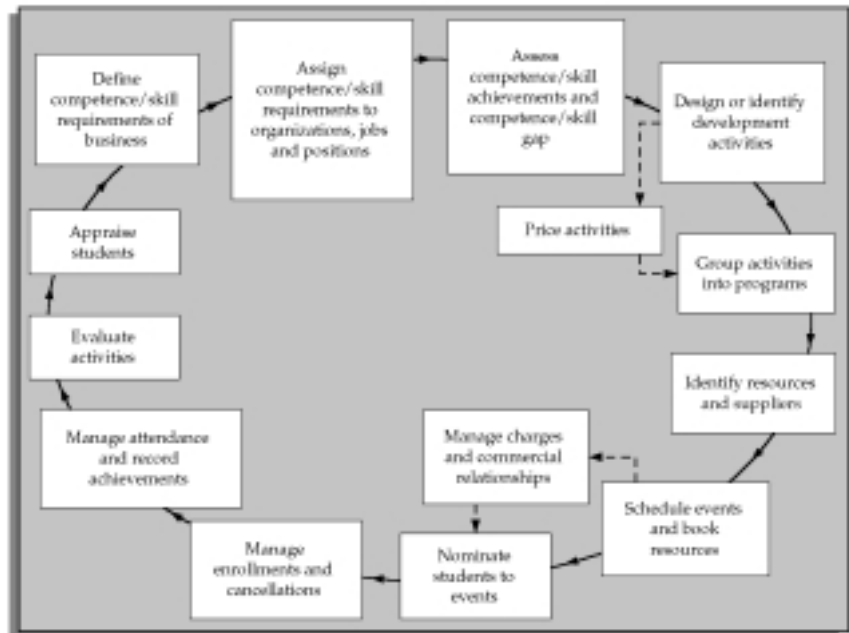 Define
competence/skill
requirements of
business
Assign
competence/skill
requirements to
organizations, jobs
and positions
Assess
competence/skill
achievements and
competence/skill
gap
Design or identify
development
activities
Price activities
Group activities
into programs
Identify resources
and suppliers
Schedule events
and book
resources
Manage charges
and commercial
relationships
Nominate
students to
events
Manage
enrollments and
cancellations
Manage attendance
and record
achievements
Evaluate
activities
Appraise
students